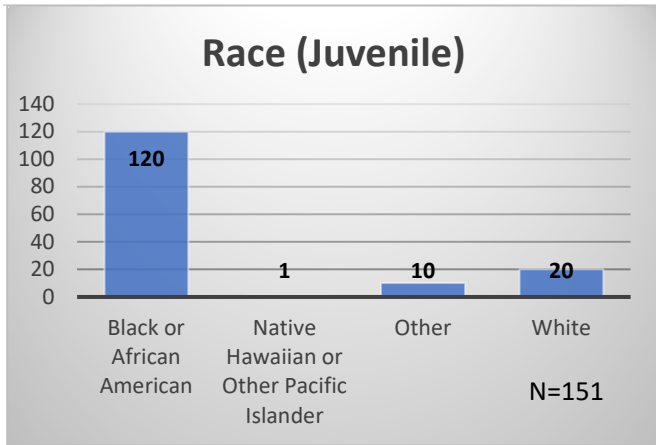 Race (Juvenile)
140
120
100
80
60
40
20
0
120
1
10
20
Black or
African
American
Native
Hawaiian or
Other Pacific
Islander
Other
White
N=151